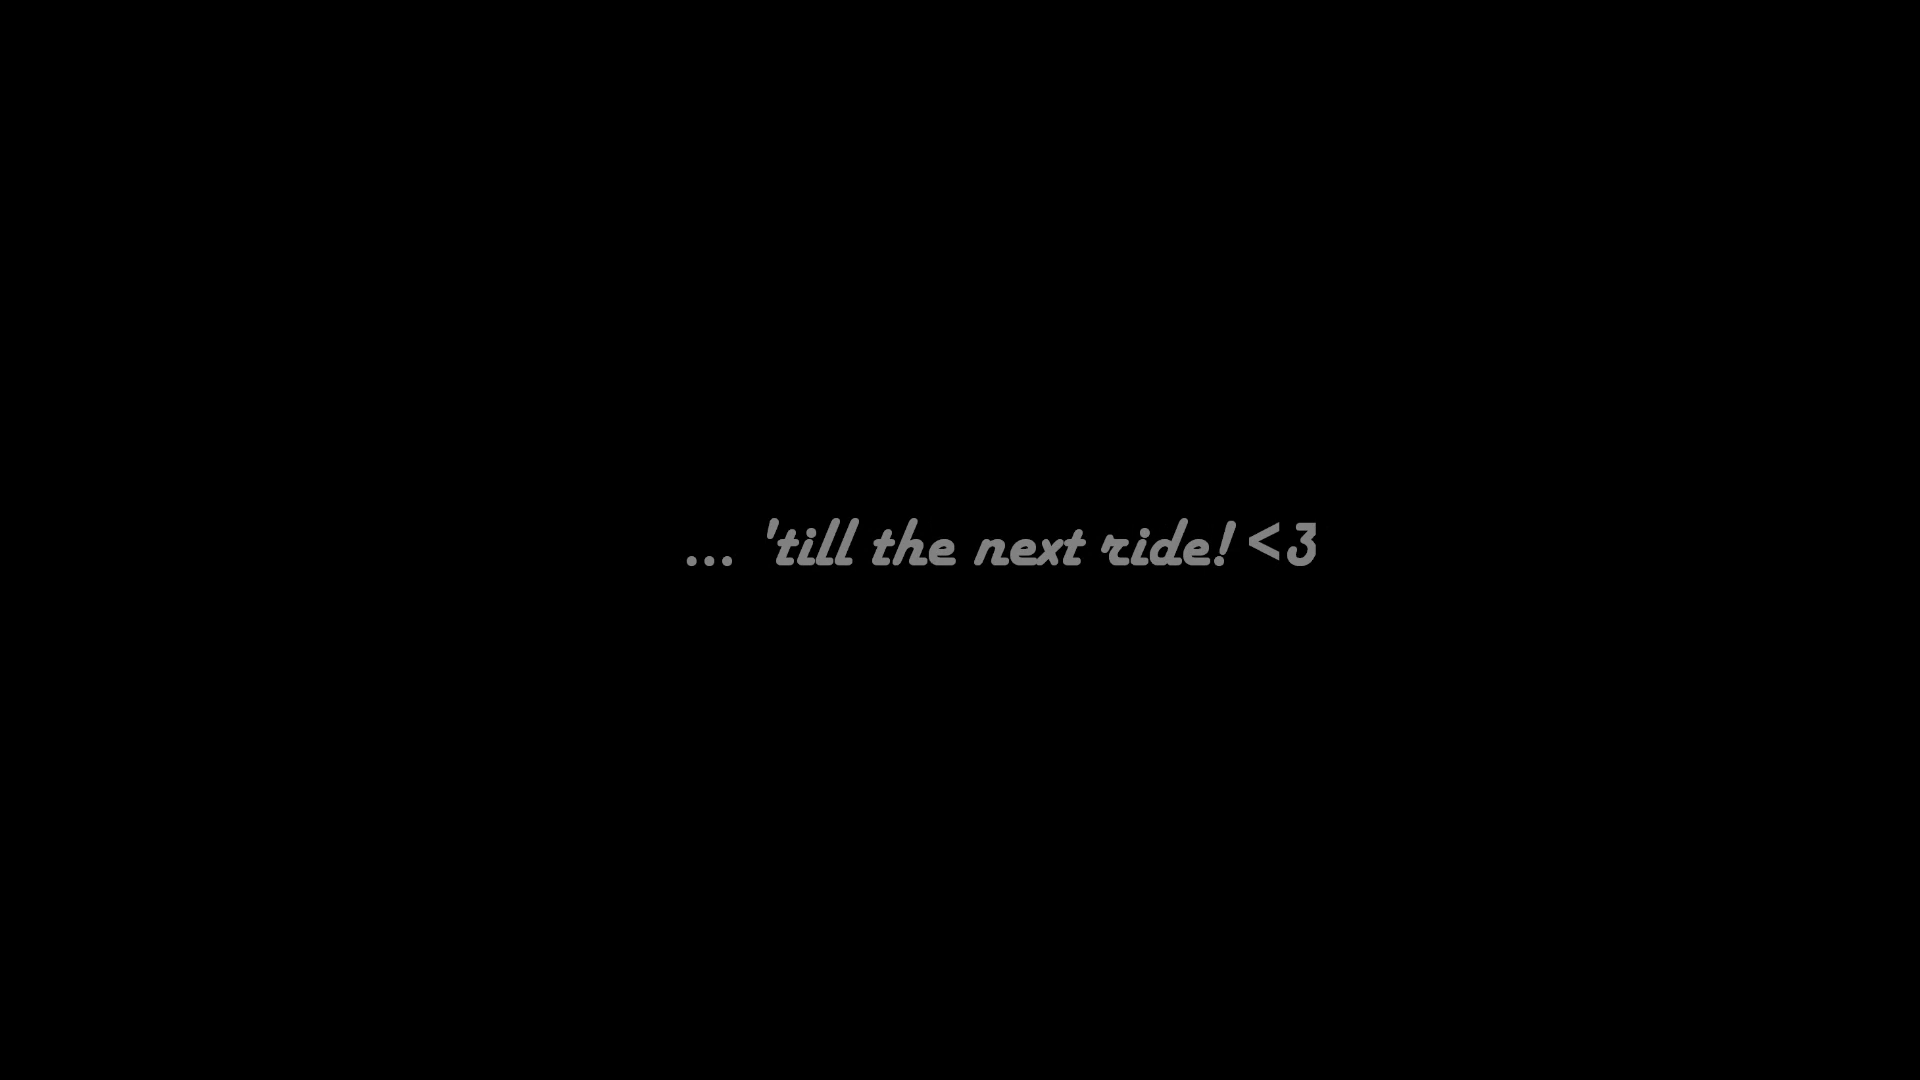 ... 'till the next ride! <3